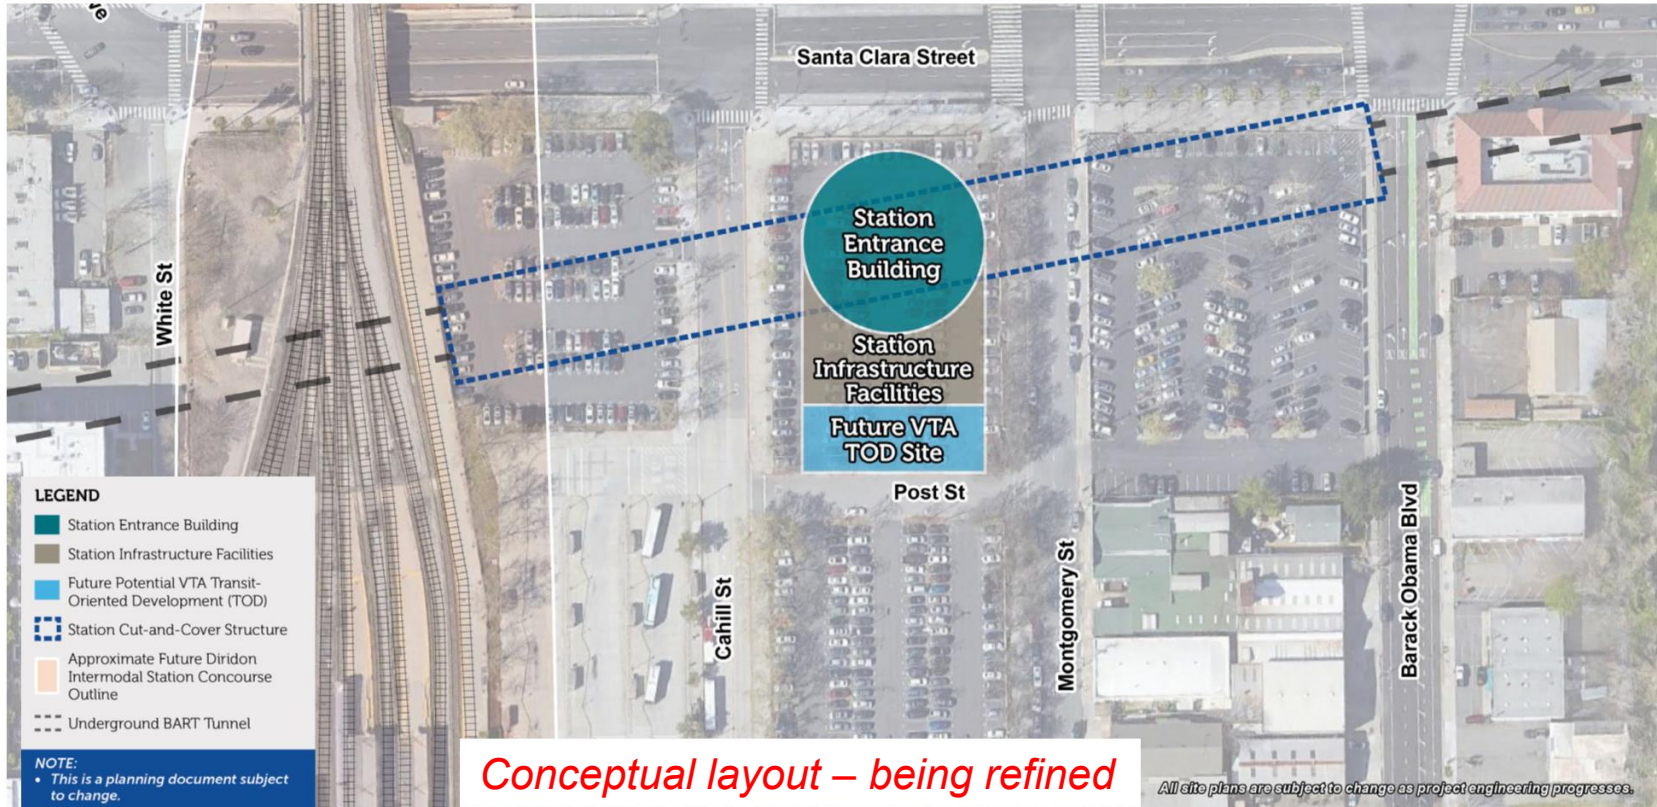 ve
Santa Clara Street
White St
Station
Entrance
Building
Station
Infrastructure
Facilities
Future VTA
TOD Site
Post St
Cahill St
Montgomery St
Barack Obama Blvd
LEGEND
Station Entrance Building
Station Infrastructure Facilities
Future Potential VTA Transit-
Oriented Development (TOD)
Station Cut-and-Cover Structure
Approximate Future Diridon
Intermodal Station Concourse
Outline
Underground BART Tunnel
NOTE:
• This is a planning document subject
to change.
Conceptual layout – being refined
All site plans are subject to change as project engineering progresses.